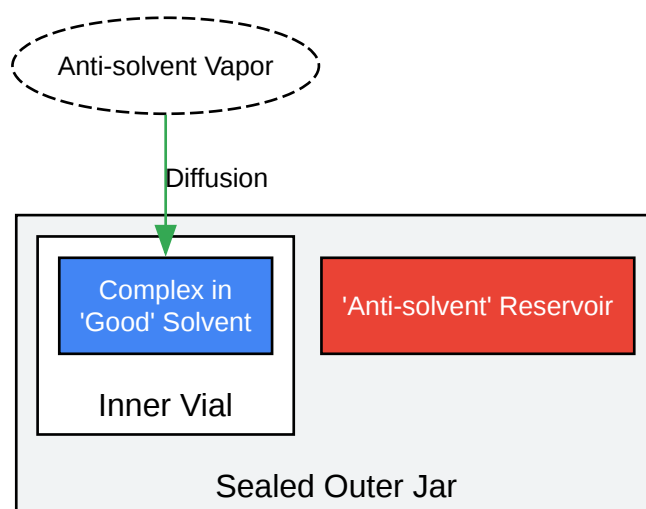 Anti-solvent Vapor
Diffusion
Complex in
'Good' Solvent
'Anti-solvent' Reservoir
Inner Vial
Sealed Outer Jar